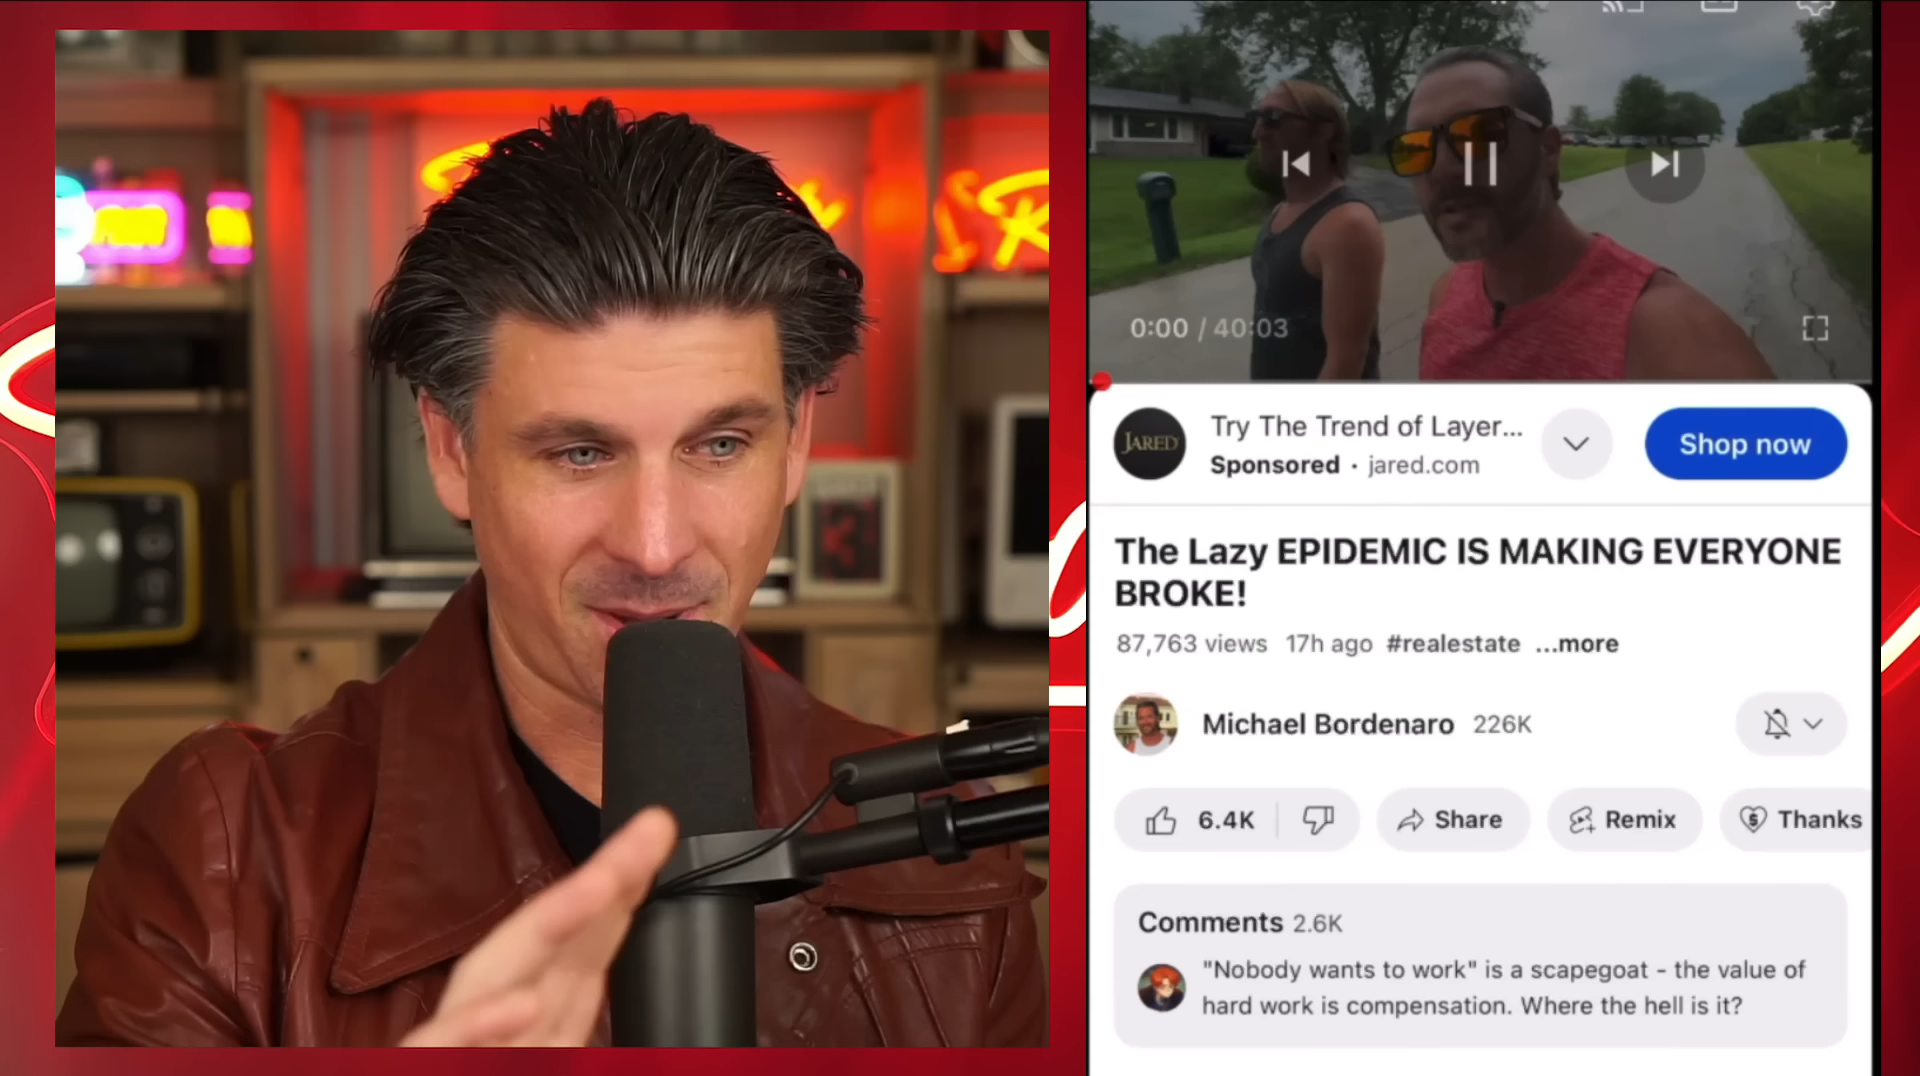 0:00 / 40:03
JARED
Try The Trend of Layer...
Sponsored · jared.com
Shop now
The Lazy EPIDEMIC IS MAKING EVERYONE
BROKE!
87,763 views 17h ago #realestate ...more
Michael Bordenaro 226K
6.4K
Share
Remix
Thanks
Comments 2.6K
"Nobody wants to work" is a scapegoat - the value of
hard work is compensation. Where the hell is it?